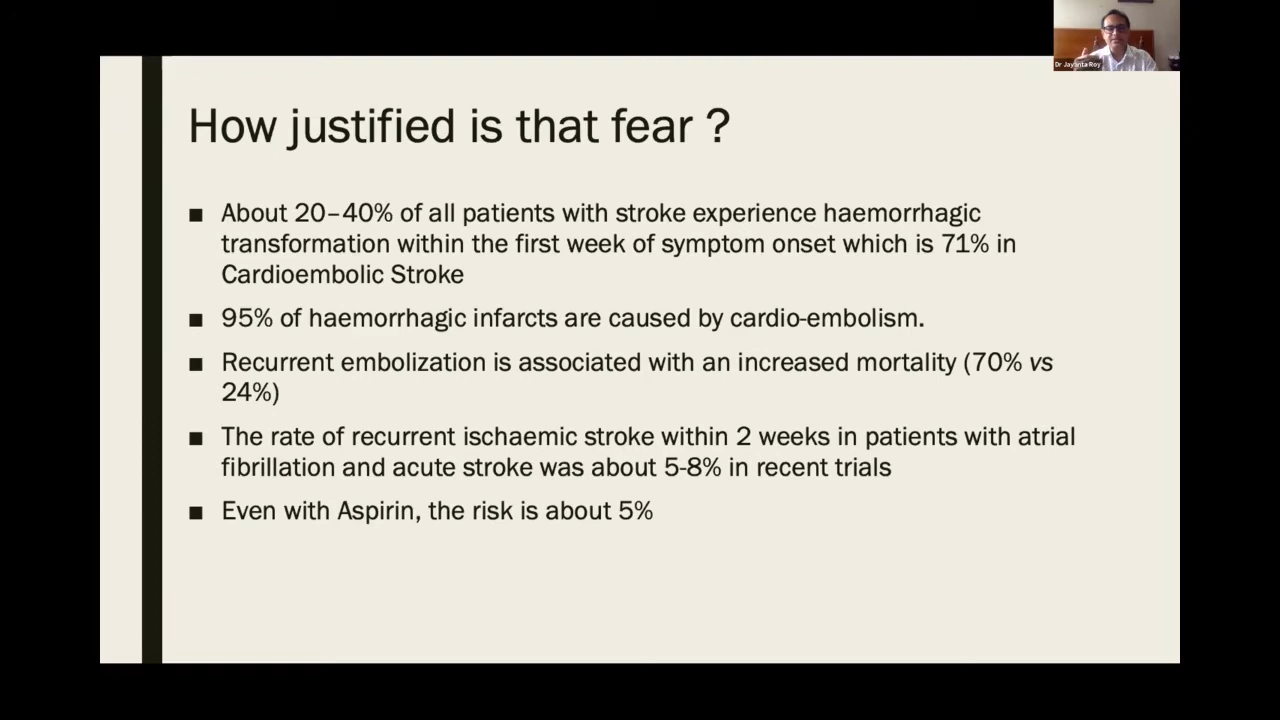 Dr Jayanta Roy
How justified is that fear ?
■ About 20–40% of all patients with stroke experience haemorrhagic
transformation within the first week of symptom onset which is 71% in
Cardioembolic Stroke
■ 95% of haemorrhagic infarcts are caused by cardio-embolism.
■ Recurrent embolization is associated with an increased mortality (70% vs
24%)
■ The rate of recurrent ischaemic stroke within 2 weeks in patients with atrial
fibrillation and acute stroke was about 5-8% in recent trials
■ Even with Aspirin, the risk is about 5%